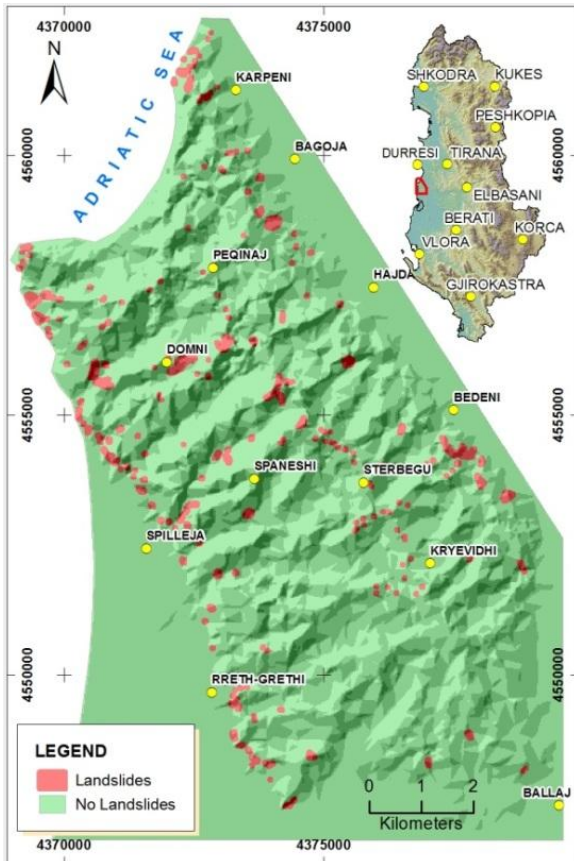 4370000
4375000
N
ADRIATIC SEA
KARPENI
SHKODRA
KUKES
PESHKOPIA
4560000
4560000
BAGOJA
DURRESI
TIRANA
ELBASANI
BERATI
KORCA
VLORA
GJIROKASTRA
PEQINAJ
HAJDA
DOMNI
4555000
4555000
BEDENI
SPANESHI
STERBEGU
SPILLEJA
KRYEVIDHI
4550000
4550000
RRETH-GRETHI
LEGEND
Landslides
No Landslides
0 1 2
Kilometers
BALLAJ
4370000
4375000